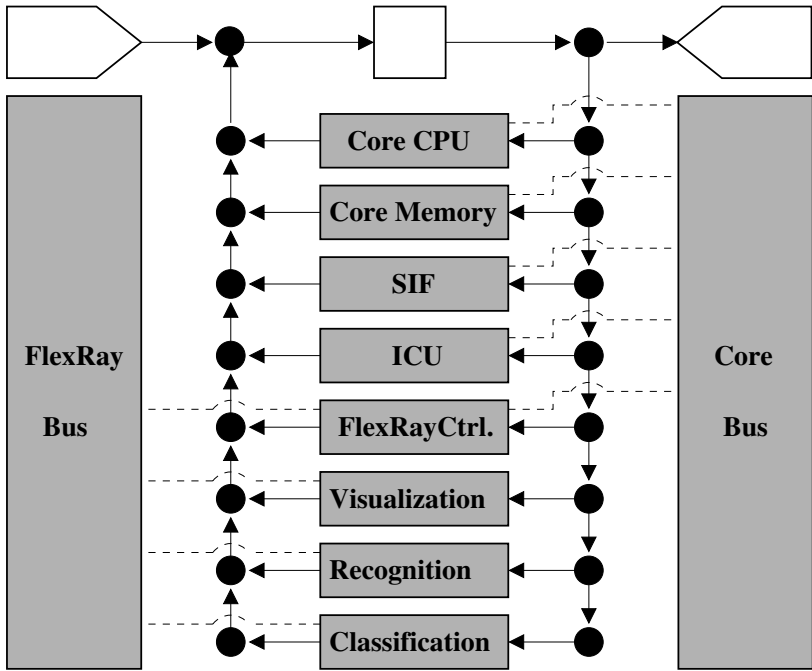 Core CPU
Core Memory
SIF
FlexRay
Bus
ICU
Core
Bus
FlexRayCtrl.
Visualization
Recognition
Classification